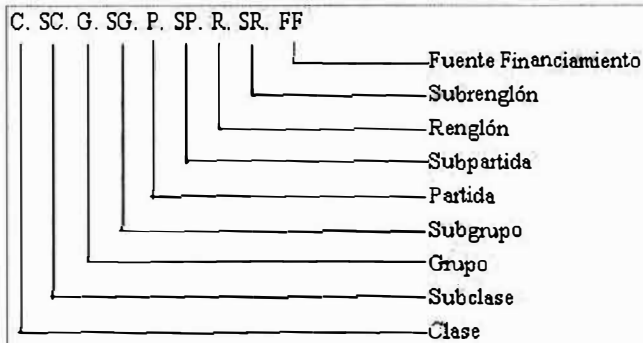 C. SC. G. SG. P. SP. R. SR. FF
Fuente Financiamiento
Subrenglón
Renglón
Subpartida
Partida
Subgrupo
Grupo
Subclase
Clase